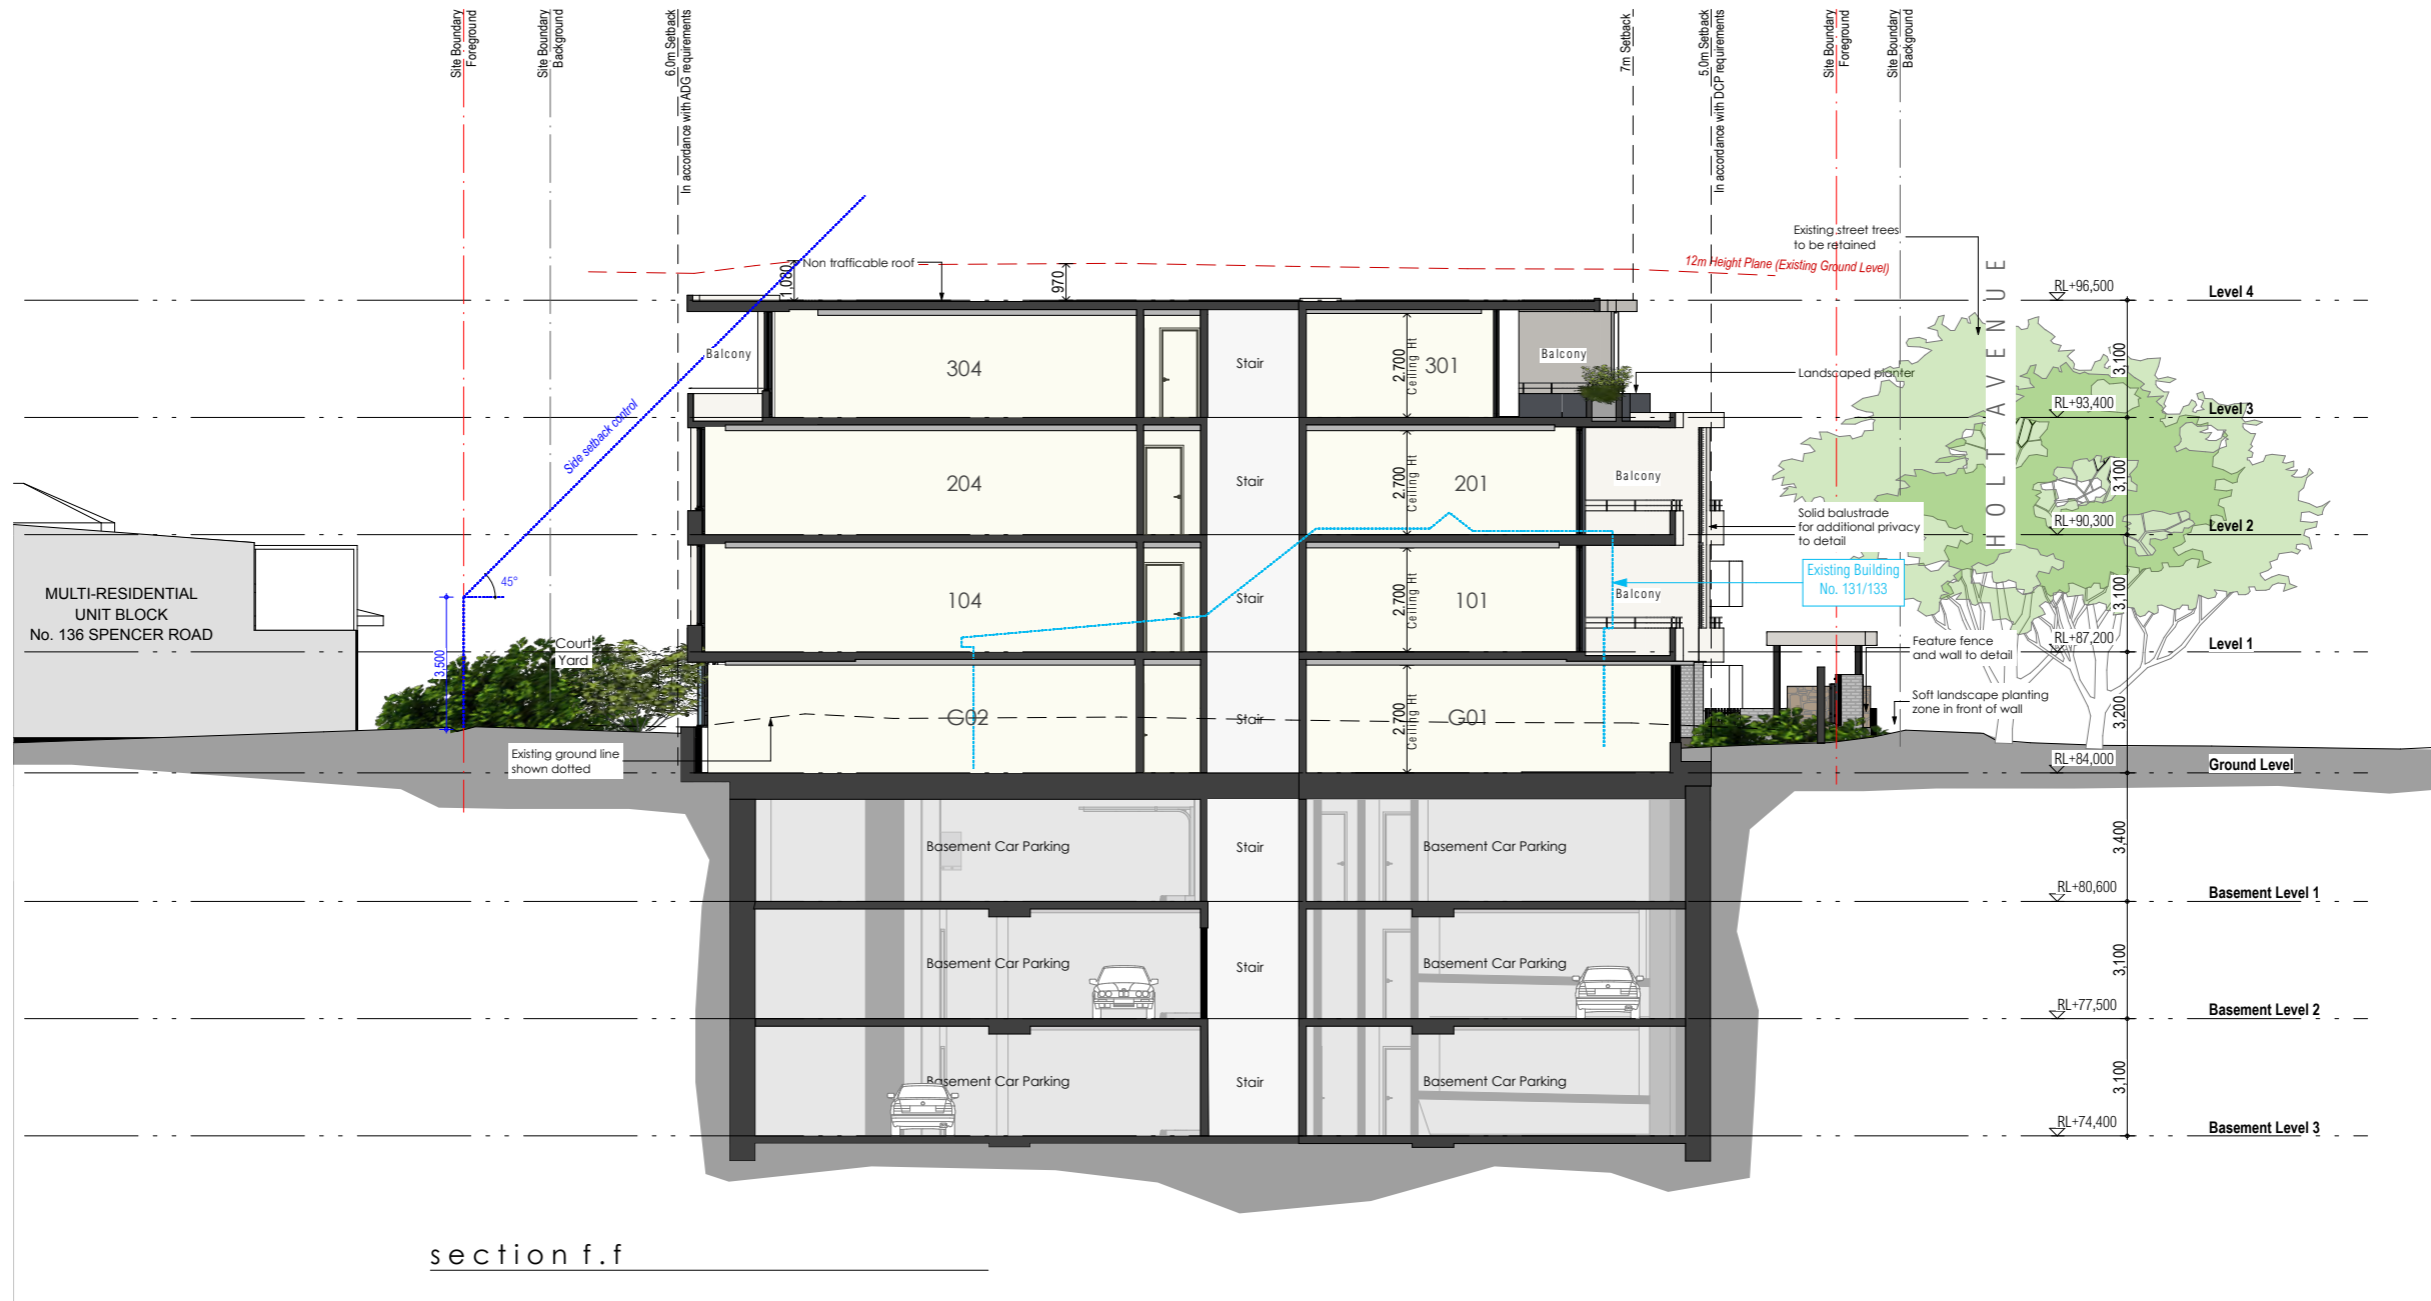 Site Boundary
Foreground
Site Boundary
Background
6.0m Setback
In accordance with ADG requirements
7m Setback
5.0m Setback
In accordance with DCP requirements
Site Boundary
Foreground
Site Boundary
Background
Existing street trees
to be retained
12m Height Plane (Existing Ground Level)
Non trafficable roof
1,080
970
HOLT AVENUE
RL+96,500
Level 4
Balcony
304
Stair
2,700
Ceiling Ht
301
Balcony
Landscaped planter
3,100
RL+93,400
Level 3
Side setback control
204
Stair
2,700
Ceiling Ht
201
Balcony
3,100
Solid balustrade
for additional privacy
to detail
RL+90,300
Level 2
45°
MULTI-RESIDENTIAL
UNIT BLOCK
No. 136 SPENCER ROAD
104
Stair
2,700
Ceiling Ht
101
Balcony
Existing Building
No. 131/133
3,100
Court
Yard
3,500
Feature fence
and wall to detail
RL+87,200
Level 1
G02
Stair
2,700
Ceiling Ht
G01
Soft landscape planting
zone in front of wall
3,200
Existing ground line
shown dotted
RL+84,000
Ground Level
Basement Car Parking
Stair
Basement Car Parking
3,400
RL+80,600
Basement Level 1
Basement Car Parking
Stair
Basement Car Parking
3,100
RL+77,500
Basement Level 2
Basement Car Parking
Stair
Basement Car Parking
3,100
RL+74,400
Basement Level 3
section f.f